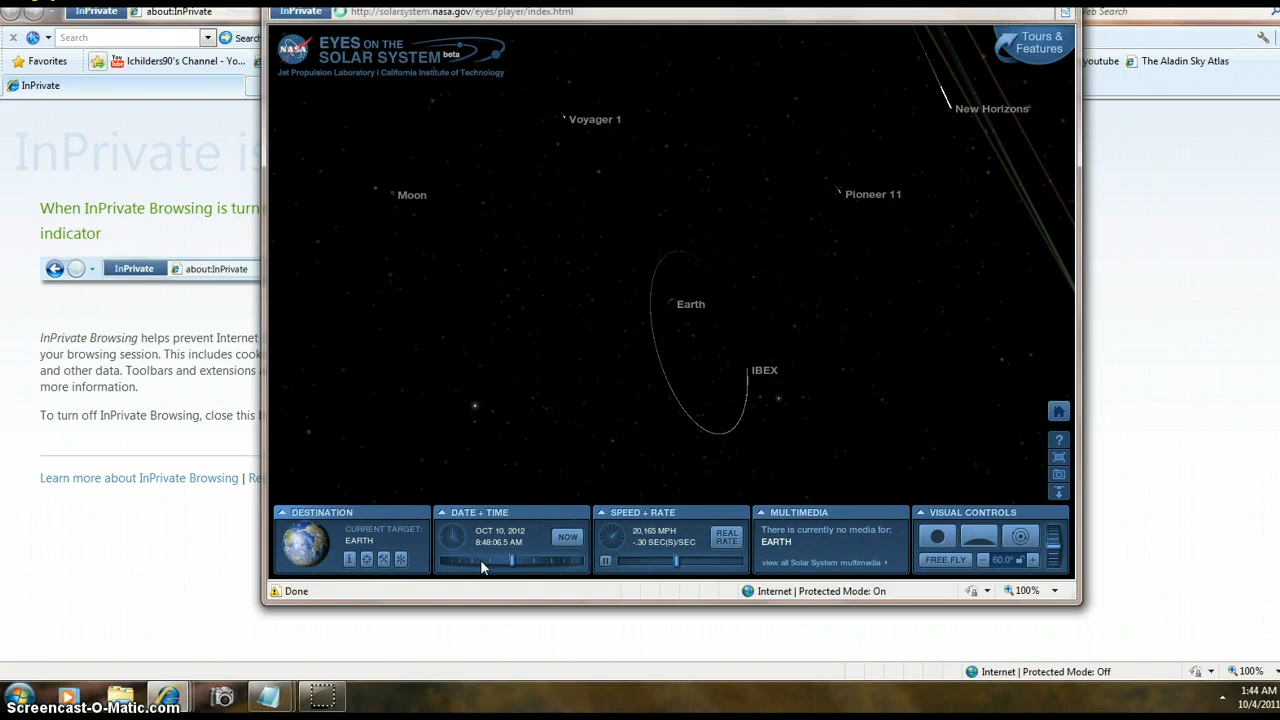 InPrivate
about:InPrivate
InPrivate
http://solarsystem.nasa.gov/eyes/player/index.html
Web Search
Search
Search
Favorites
lchilders90's Channel - Yo...
youtube
The Aladin Sky Atlas
InPrivate
InPrivate is
When InPrivate Browsing is turn
indicator
InPrivate
about:InPrivate
InPrivate Browsing helps prevent Internet
your browsing session. This includes cook
and other data. Toolbars and extensions a
more information.
To turn off InPrivate Browsing, close this b
Learn more about InPrivate Browsing | Re
NASA
EYES ON THE
SOLAR SYSTEM beta
Jet Propulsion Laboratory | California Institute of Technology
Tours &
Features
New Horizons
Voyager 1
Moon
Pioneer 11
Earth
IBEX
?
DESTINATION
CURRENT TARGET:
EARTH
DATE + TIME
OCT 10, 2012
8:48:06.5 AM
NOW
SPEED + RATE
20,165 MPH
-.30 SEC(S)/SEC
REAL
RATE
MULTIMEDIA
There is currently no media for:
EARTH
view all Solar System multimedia
VISUAL CONTROLS
FREE FLY
60.0°
Done
Internet | Protected Mode: On
100%
Internet | Protected Mode: Off
100%
1:44 AM
10/4/2011
Screencast-O-Matic.com